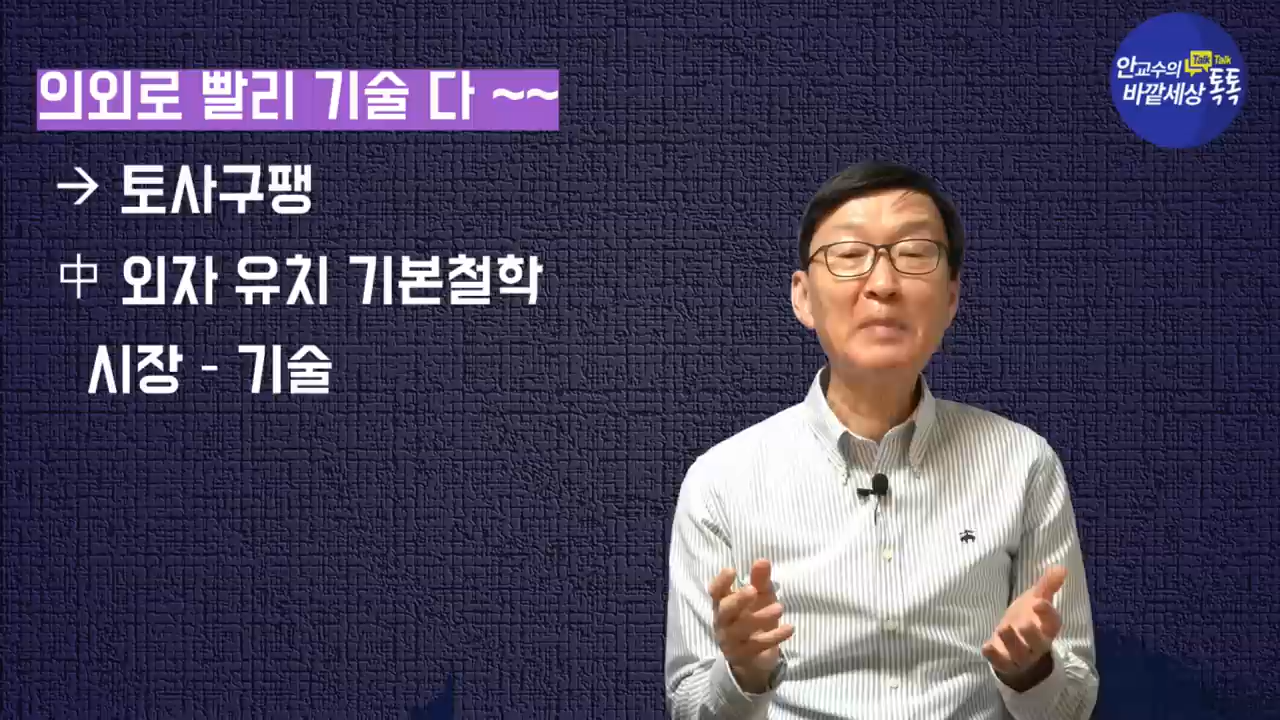 의외로 빨리 기술 다 ~~
→ 토사구팽
中 외자 유치 기본철학
시장 - 기술
안교수의 Talk Talk
바깥세상 톡톡